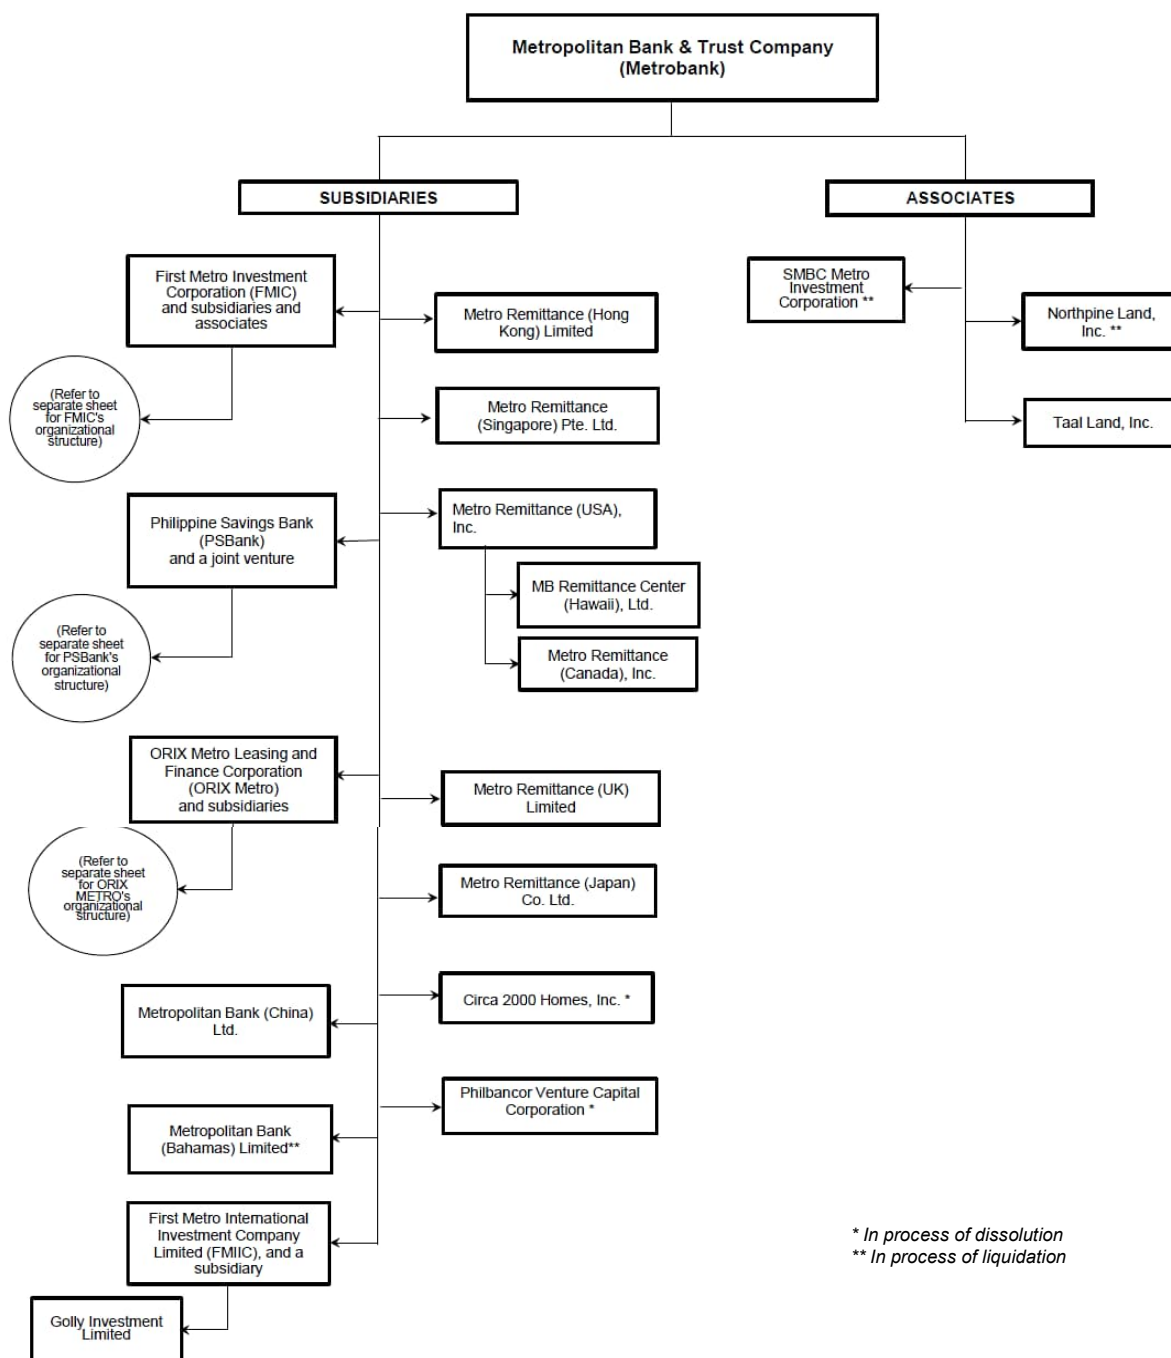 Metropolitan Bank & Trust Company
(Metrobank)
SUBSIDIARIES
ASSOCIATES
First Metro Investment
Corporation (FMIC)
and subsidiaries and
associates
SMBC Metro
Investment
Corporation **
Metro Remittance (Hong
Kong) Limited
Northpine Land,
Inc. **
(Refer to
separate sheet
for FMIC's
organizational
structure)
Metro Remittance
(Singapore) Pte. Ltd.
Taal Land, Inc.
Philippine Savings Bank
(PSBank)
and a joint venture
Metro Remittance (USA),
Inc.
MB Remittance Center
(Hawaii), Ltd.
(Refer to
separate sheet
for PSBank's
organizational
structure)
Metro Remittance
(Canada), Inc.
ORIX Metro Leasing and
Finance Corporation
(ORIX Metro)
and subsidiaries
Metro Remittance (UK)
Limited
(Refer to
separate sheet
for ORIX
METRO's
organizational
structure)
Metro Remittance (Japan)
Co. Ltd.
Metropolitan Bank (China)
Ltd.
Circa 2000 Homes, Inc. *
Philbancor Venture Capital
Corporation *
Metropolitan Bank
(Bahamas) Limited**
First Metro International
Investment Company
Limited (FMIIC), and a
subsidiary
* In process of dissolution
** In process of liquidation
Golly Investment
Limited